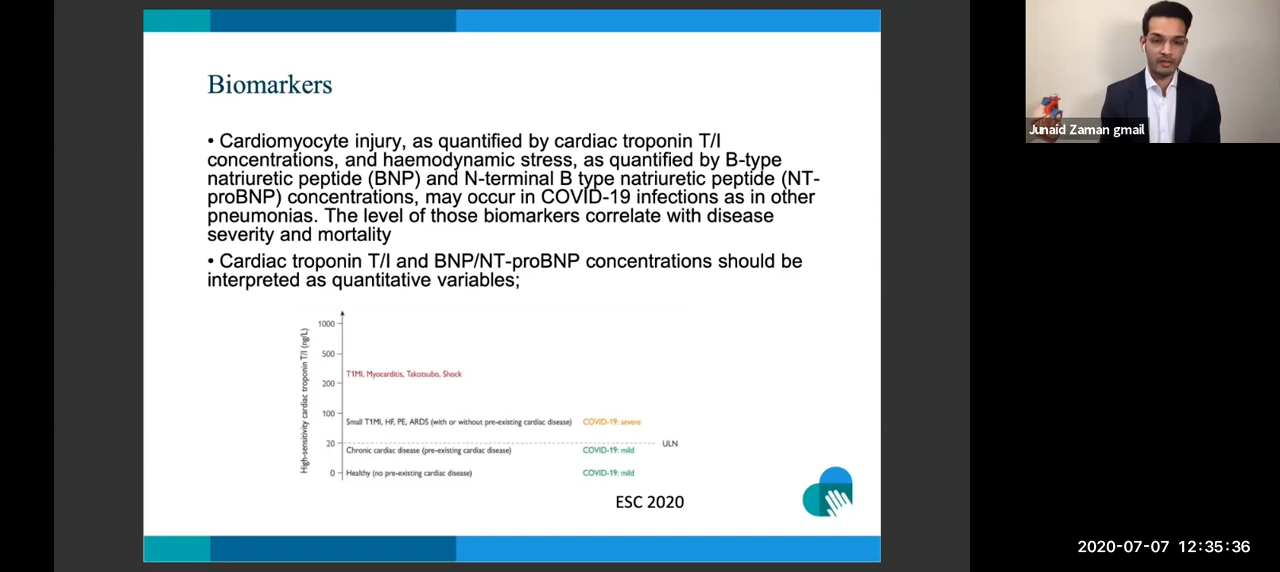 Biomarkers
• Cardiomyocyte injury, as quantified by cardiac troponin T/I
concentrations, and haemodynamic stress, as quantified by B-type
natriuretic peptide (BNP) and N-terminal B type natriuretic peptide (NT-
proBNP) concentrations, may occur in COVID-19 infections as in other
pneumonias. The level of those biomarkers correlate with disease
severity and mortality
• Cardiac troponin T/I and BNP/NT-proBNP concentrations should be
interpreted as quantitative variables;
High-sensitivity cardiac troponin T/I (ng/L)
1000
500
T1MI, Myocarditis, Takotsubo, Shock
200
100
Small T1MI, HF, PE, ARDS (with or without pre-existing cardiac disease) COVID-19: severe
20 ULN
Chronic cardiac disease (pre-existing cardiac disease) COVID-19: mild
0 Healthy (no pre-existing cardiac disease) COVID-19: mild
ESC 2020
Junaid Zaman gmail
2020-07-07 12:35:36